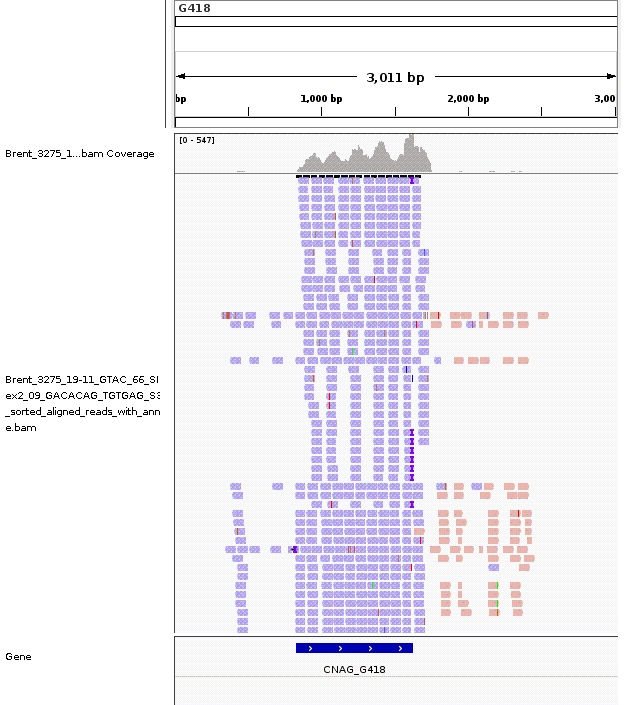 G418
3,011 bp
bp
1,000 bp
2,000 bp
3,00
[0 - 547]
Brent_3275_1...bam Coverage
Brent_3275_19-11_GTAC_66_SI
ex2_09_GACACAG_TGTGAG_S3
_sorted_aligned_reads_with_ann
e.bam
Gene
CNAG_G418